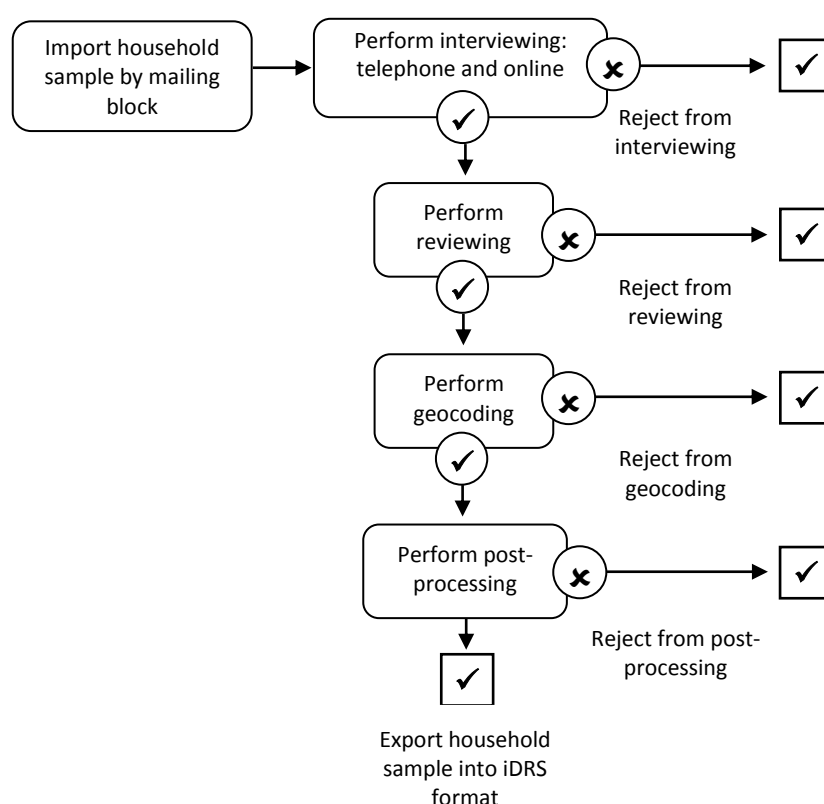 Import household
sample by mailing
block
Perform interviewing:
telephone and online
Reject from
interviewing
Perform
reviewing
Reject from
reviewing
Perform
geocoding
Reject from
geocoding
Perform post-
processing
Reject from post-
processing
Export household
sample into iDRS
format